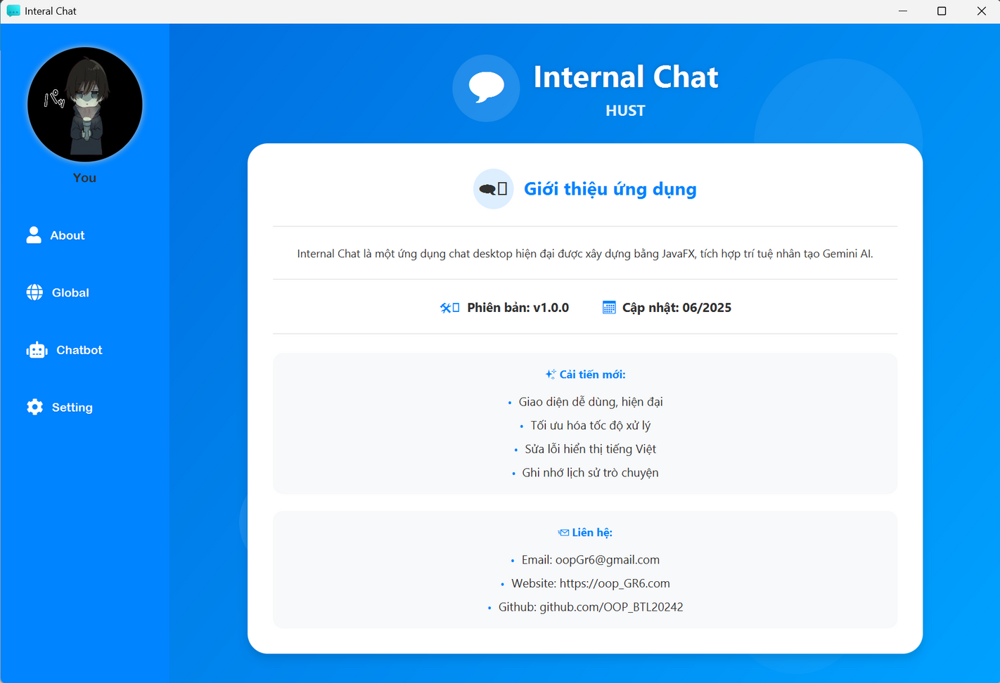 Interal Chat
パッ
You
About
Global
Chatbot
Setting
Internal Chat
HUST
Giới thiệu ứng dụng
Internal Chat là một ứng dụng chat desktop hiện đại được xây dựng bằng JavaFX, tích hợp trí tuệ nhân tạo Gemini AI.
Phiên bản: v1.0.0
Cập nhật: 06/2025
Cải tiến mới:
• Giao diện dễ dùng, hiện đại
• Tối ưu hóa tốc độ xử lý
• Sửa lỗi hiển thị tiếng Việt
• Ghi nhớ lịch sử trò chuyện
Liên hệ:
• Email: oopGr6@gmail.com
• Website: https://oop_GR6.com
• Github: github.com/OOP_BTL20242